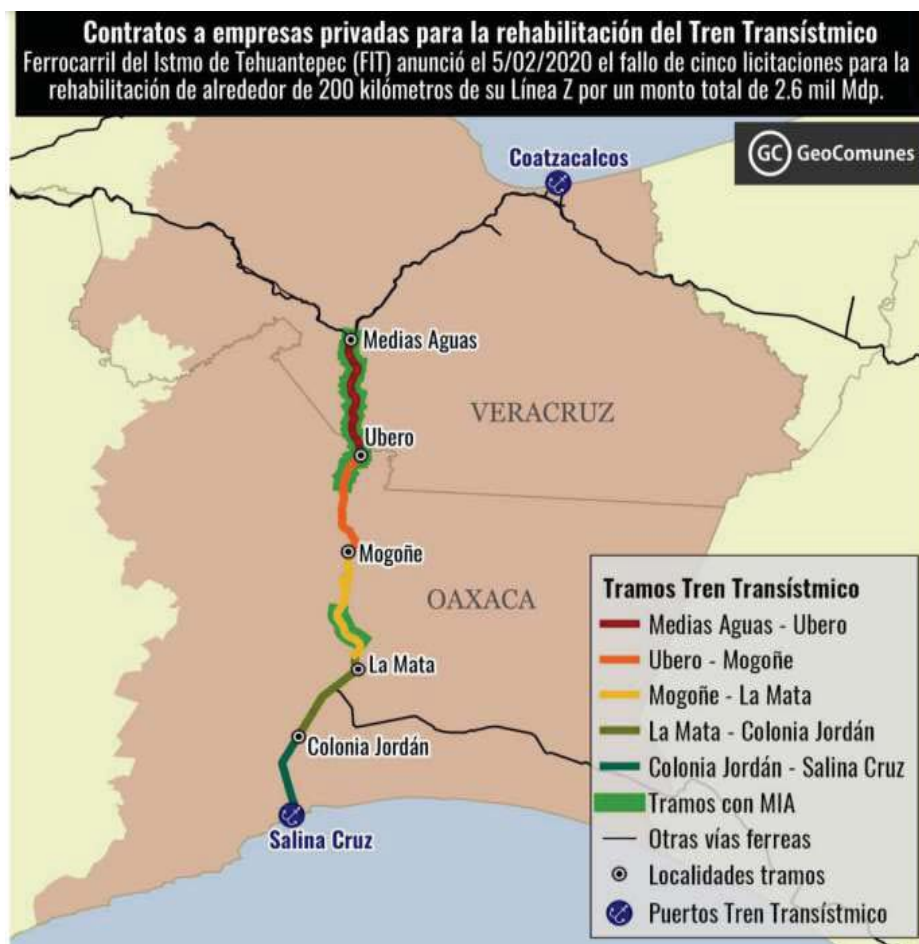 Contratos a empresas privadas para la rehabilitación del Tren Transístmico
Ferrocarril del Istmo de Tehuantepec (FIT) anunció el 5/02/2020 el fallo de cinco licitaciones para la
rehabilitación de alrededor de 200 kilómetros de su Línea Z por un monto total de 2.6 mil Mdp.
GC GeoComunes
Coatzacalcos
Medias Aguas
VERACRUZ
Ubero
Mogoñe
OAXACA
La Mata
Colonia Jordán
Salina Cruz
Tramos Tren Transístmico
Medias Aguas - Ubero
Ubero - Mogoñe
Mogoñe - La Mata
La Mata - Colonia Jordán
Colonia Jordán - Salina Cruz
Tramos con MIA
Otras vías ferreas
Localidades tramos
Puertos Tren Transístmico